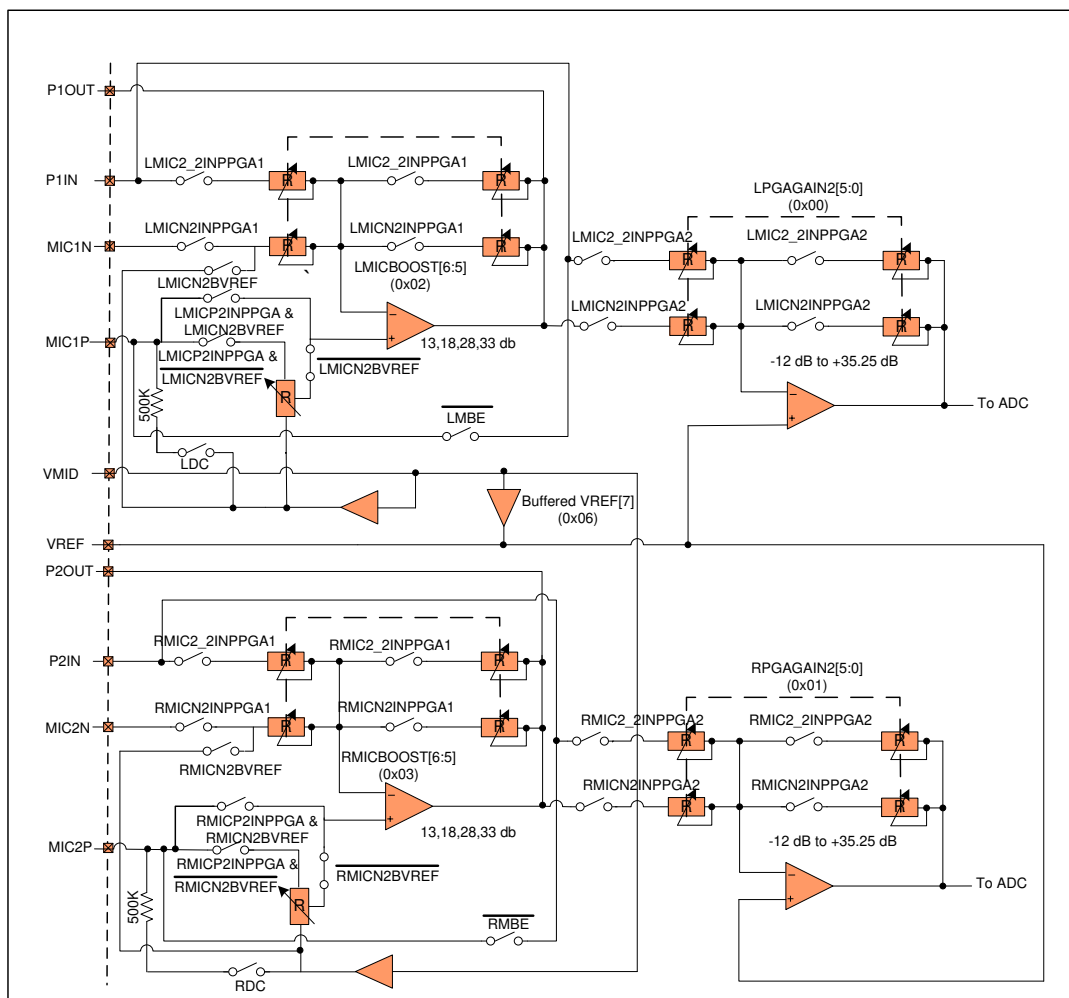 P1OUT
P1IN
LMIC2_2INPPGA1
R
LMIC2_2INPPGA1
R
MIC1N
LMICN2INPPGA1
R
LMICN2INPPGA1
R
LMICN2BVREF
LMICBOOST[6:5]
(0x02)
LMICP2INPPGA &
LMICN2BVREF
MIC1P
LMICP2INPPGA &
LMICN2BVREF
R
LMICN2BVREF
−
+
13,18,28,33 db
500K
LDC
LMBE
LPGAGAIN2[5:0]
(0x00)
LMIC2_2INPPGA2
R
LMIC2_2INPPGA2
R
LMICN2INPPGA2
R
LMICN2INPPGA2
R
-12 dB to +35.25 dB
−
+
To ADC
VMID
Buffered VREF[7]
(0x06)
VREF
P2OUT
P2IN
RMIC2_2INPPGA1
R
RMIC2_2INPPGA1
R
MIC2N
RMICN2INPPGA1
R
RMICN2INPPGA1
R
RMICN2BVREF
RMICBOOST[6:5]
(0x03)
RMICP2INPPGA &
RMICN2BVREF
MIC2P
RMICP2INPPGA &
RMICN2BVREF
R
RMICN2BVREF
−
+
13,18,28,33 db
500K
RDC
RMBE
RPGAGAIN2[5:0]
(0x01)
RMIC2_2INPPGA2
R
RMIC2_2INPPGA2
R
RMICN2INPPGA2
R
RMICN2INPPGA2
R
-12 dB to +35.25 dB
−
+
To ADC